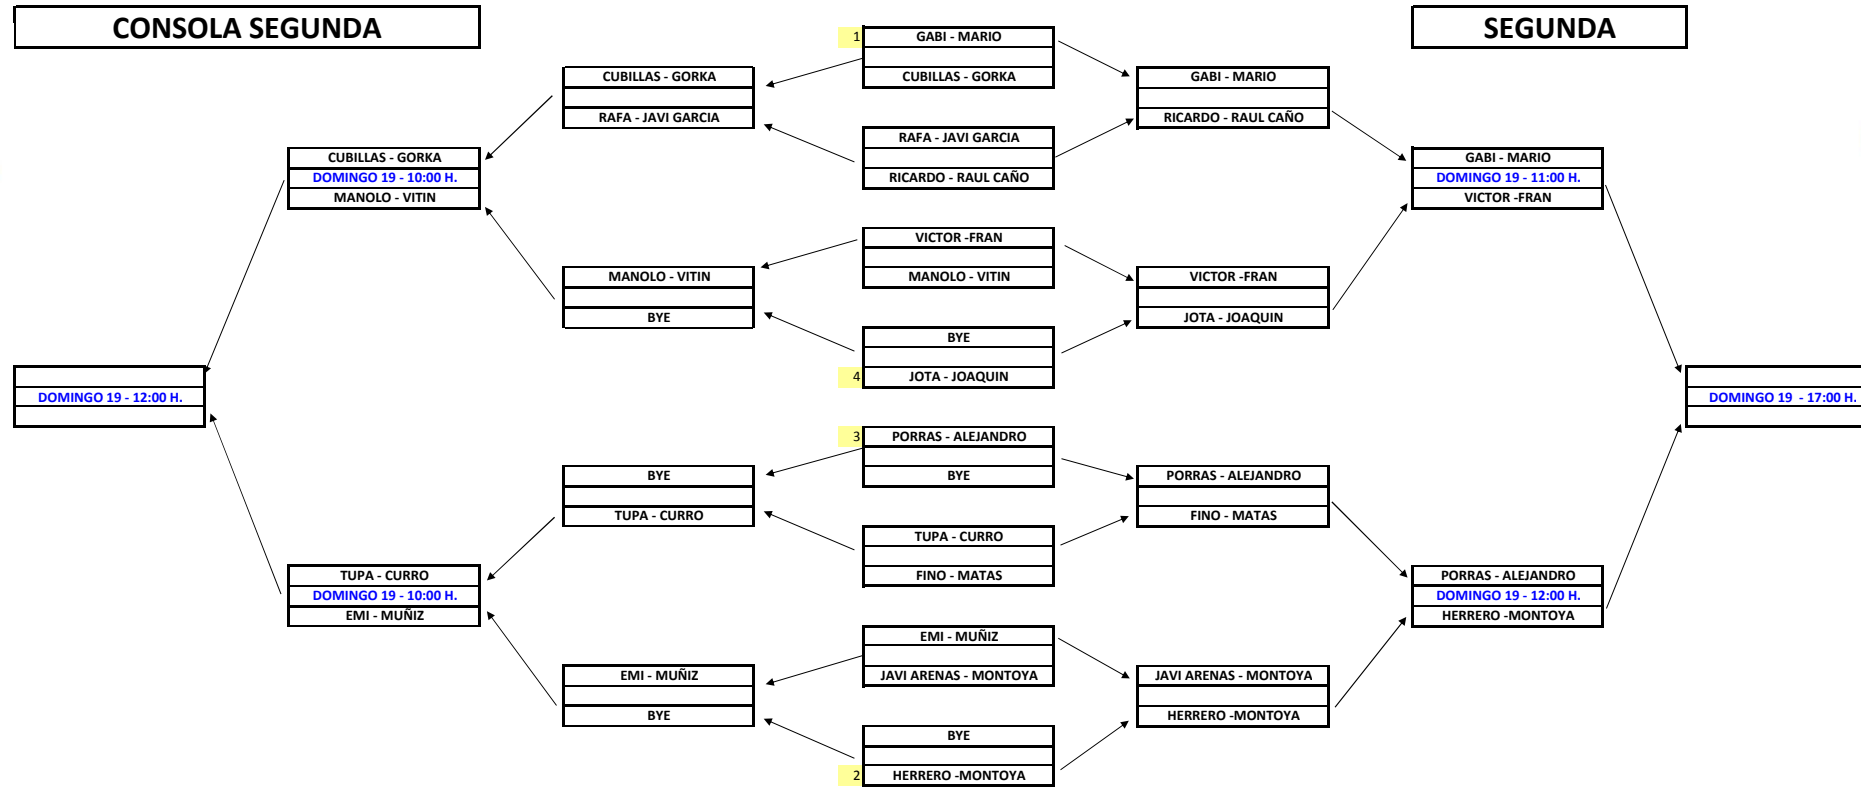 CONSOLA SEGUNDA
SEGUNDA
1
GABI - MARIO
CUBILLAS - GORKA
RAFA - JAVI GARCIA
RICARDO - RAUL CAÑO
VICTOR -FRAN
MANOLO - VITIN
BYE
4
JOTA - JOAQUIN
3
PORRAS - ALEJANDRO
BYE
TUPA - CURRO
FINO - MATAS
EMI - MUÑIZ
JAVI ARENAS - MONTOYA
BYE
2
HERRERO -MONTOYA
CUBILLAS - GORKA
RAFA - JAVI GARCIA
MANOLO - VITIN
BYE
BYE
TUPA - CURRO
EMI - MUÑIZ
BYE
CUBILLAS - GORKA
DOMINGO 19 - 10:00 H.
MANOLO - VITIN
TUPA - CURRO
DOMINGO 19 - 10:00 H.
EMI - MUÑIZ
DOMINGO 19 - 12:00 H.
GABI - MARIO
RICARDO - RAUL CAÑO
VICTOR -FRAN
JOTA - JOAQUIN
PORRAS - ALEJANDRO
FINO - MATAS
JAVI ARENAS - MONTOYA
HERRERO -MONTOYA
GABI - MARIO
DOMINGO 19 - 11:00 H.
VICTOR -FRAN
PORRAS - ALEJANDRO
DOMINGO 19 - 12:00 H.
HERRERO -MONTOYA
DOMINGO 19 - 17:00 H.